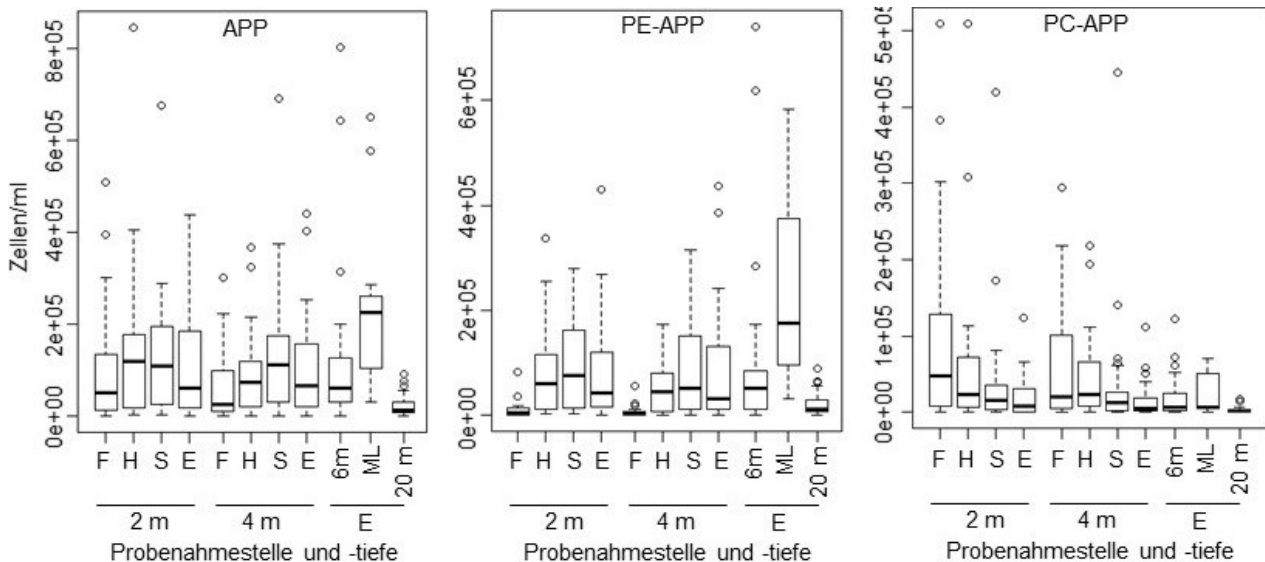 APP
PE-APP
PC-APP
Zellen/ml
0e+00
2e+05
4e+05
6e+05
8e+05
0e+00
2e+05
4e+05
6e+05
0e+00
1e+05
2e+05
3e+05
4e+05
5e+05
F H S E F H S E 6m ML 20 m
2 m 4 m E
Probenahmestelle und -tiefe
F H S E F H S E 6m ML 20 m
2 m 4 m E
Probenahmestelle und -tiefe
F H S E F H S E 6m ML 20 m
2 m 4 m E
Probenahmestelle und -tiefe